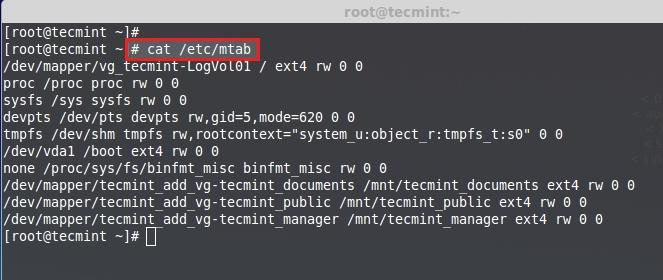 root@tecmint:~
[root@tecmint ~]#
[root@tecmint ~]# cat /etc/mtab
/dev/mapper/vg_tecmint-LogVol01 / ext4 rw 0 0
proc /proc proc rw 0 0
sysfs /sys sysfs rw 0 0
devpts /dev/pts devpts rw,gid=5,mode=620 0 0
tmpfs /dev/shm tmpfs rw,rootcontext="system_u:object_r:tmpfs_t:s0" 0 0
/dev/vda1 /boot ext4 rw 0 0
none /proc/sys/fs/binfmt_misc binfmt_misc rw 0 0
/dev/mapper/tecmint_add_vg-tecmint_documents /mnt/tecmint_documents ext4 rw 0 0
/dev/mapper/tecmint_add_vg-tecmint_public /mnt/tecmint_public ext4 rw 0 0
/dev/mapper/tecmint_add_vg-tecmint_manager /mnt/tecmint_manager ext4 rw 0 0
[root@tecmint ~]#